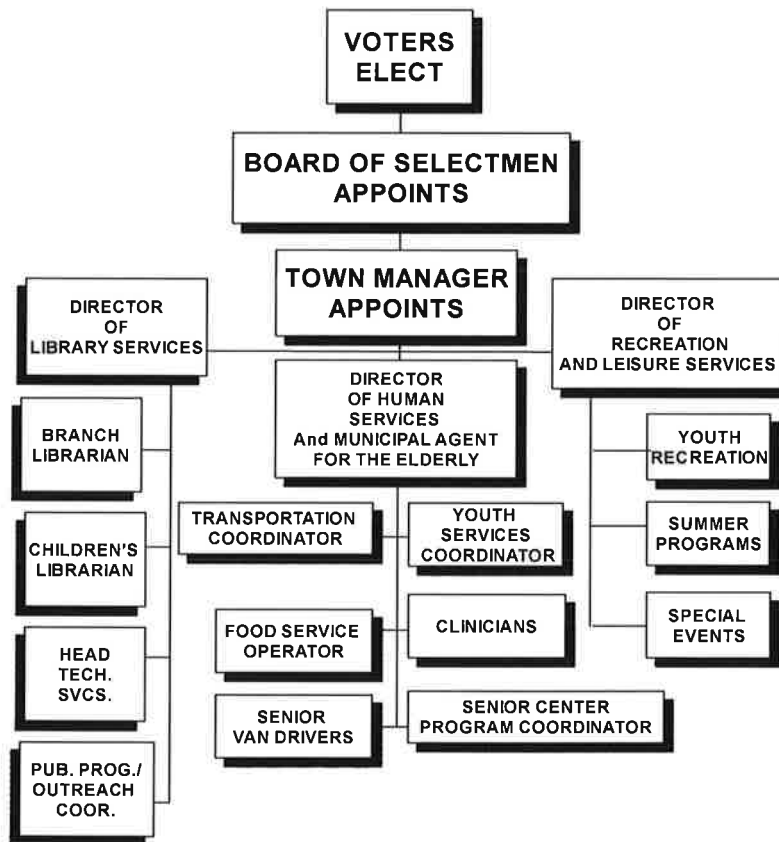 VOTERS
ELECT
BOARD OF SELECTMEN
APPOINTS
TOWN MANAGER
APPOINTS
DIRECTOR
OF
LIBRARY SERVICES
DIRECTOR
OF HUMAN
SERVICES
And MUNICIPAL AGENT
FOR THE ELDERLY
DIRECTOR
OF
RECREATION
AND LEISURE SERVICES
BRANCH
LIBRARIAN
CHILDREN'S
LIBRARIAN
HEAD
TECH.
SVCS.
PUB. PROG./
OUTREACH
COOR.
TRANSPORTATION
COORDINATOR
YOUTH
SERVICES
COORDINATOR
FOOD SERVICE
OPERATOR
CLINICIANS
SENIOR
VAN DRIVERS
SENIOR CENTER
PROGRAM COORDINATOR
YOUTH
RECREATION
SUMMER
PROGRAMS
SPECIAL
EVENTS